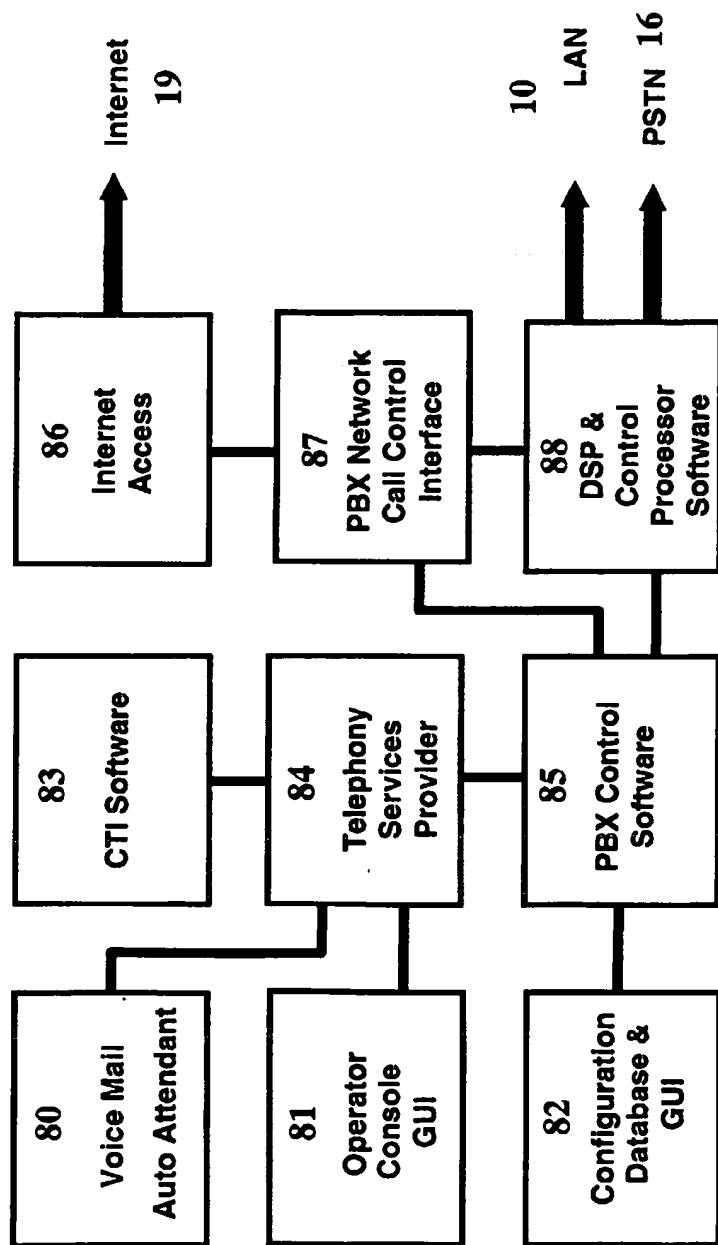 80
Voice Mail
Auto Attendant
83
CTI Software
86
Internet
Access
Internet
19
81
Operator
Console
GUI
84
Telephony
Services
Provider
87
PBX Network
Call Control
Interface
82
Configuration
Database &
GUI
85
PBX Control
Software
88
DSP &
Control
Processor
Software
10
LAN
PSTN 16